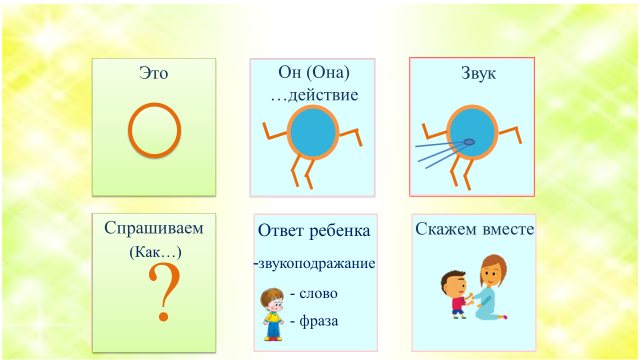 Это
Он (Она)
…действие
Звук
Спрашиваем
(Как…)
?
Ответ ребенка
-звукоподражание
- слово
- фраза
Скажем вместе